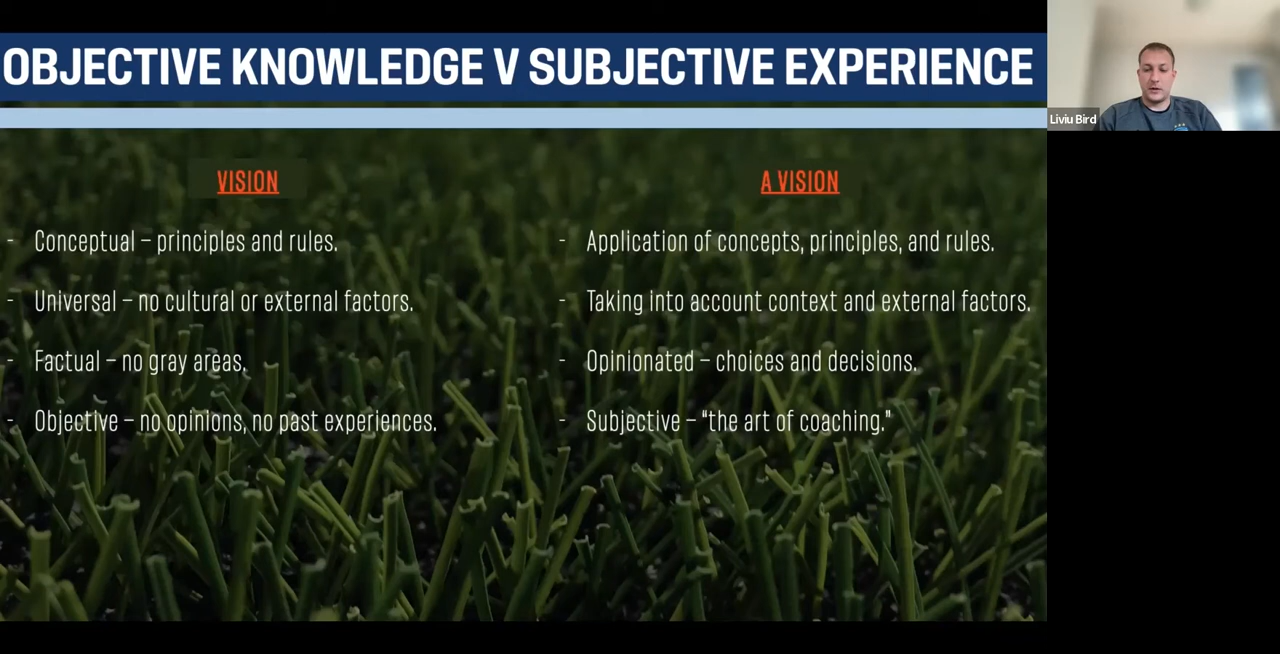 OBJECTIVE KNOWLEDGE V SUBJECTIVE EXPERIENCE
Liviu Bird
VISION
- Conceptual – principles and rules.
- Universal – no cultural or external factors.
- Factual – no gray areas.
- Objective – no opinions, no past experiences.
A VISION
- Application of concepts, principles, and rules.
- Taking into account context and external factors.
- Opinionated – choices and decisions.
- Subjective – “the art of coaching.”